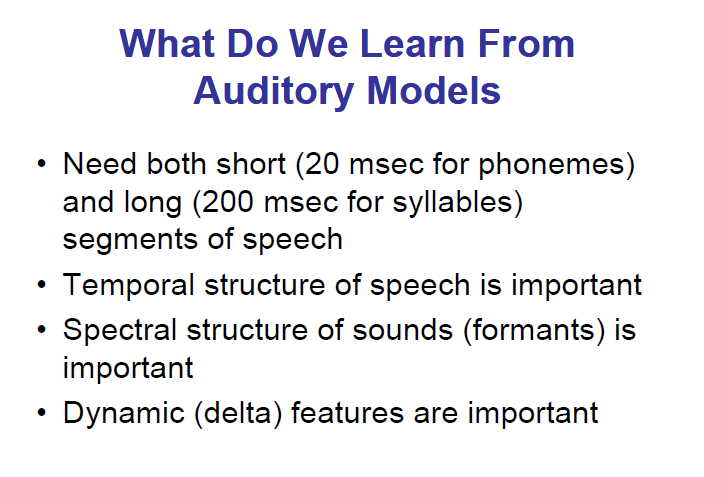 What Do We Learn From
Auditory Models
• Need both short (20 msec for phonemes)
and long (200 msec for syllables)
segments of speech
• Temporal structure of speech is important
• Spectral structure of sounds (formants) is
important
• Dynamic (delta) features are important